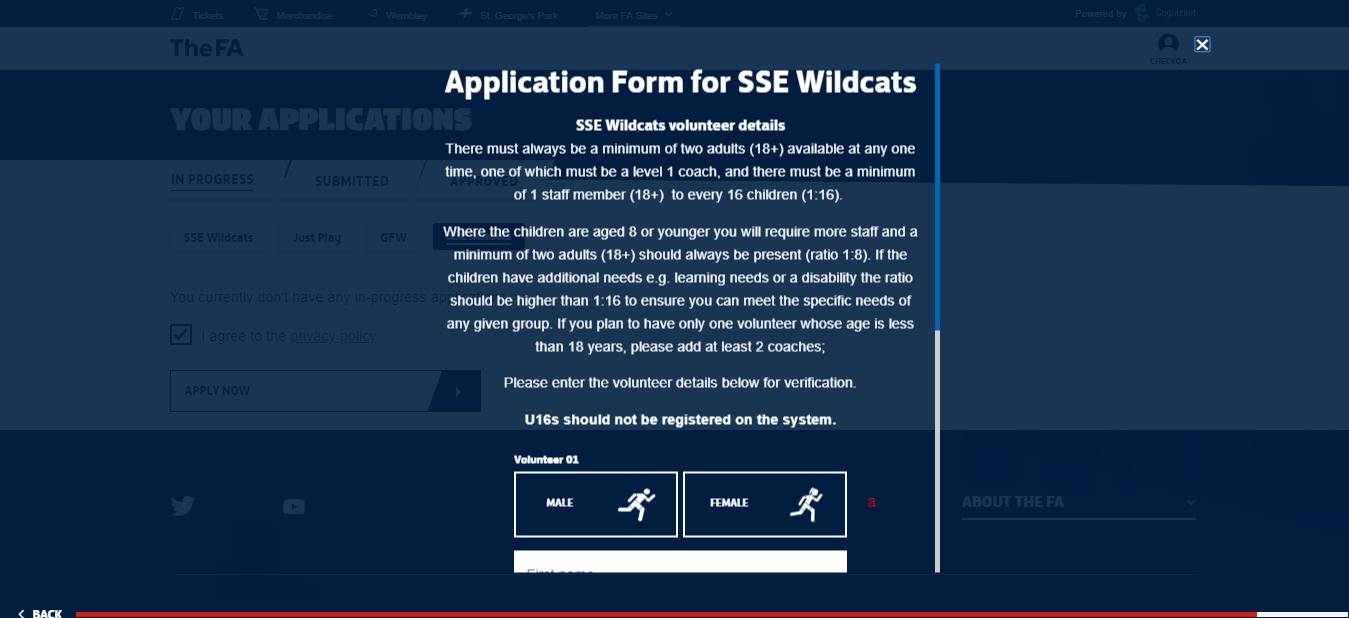 Tickets
Merchandise
Wembley
St. George's Park
More FA Sites
Powered by
Cognizant
The FA
CHECKQA
Application Form for SSE Wildcats
YOUR APPLICATIONS
SSE Wildcats volunteer details
There must always be a minimum of two adults (18+) available at any one
time, one of which must be a level 1 coach, and there must be a minimum
of 1 staff member (18+) to every 16 children (1:16).
IN PROGRESS
SUBMITTED
APPROVED
SSE Wildcats
Just Play
GFW
Where the children are aged 8 or younger you will require more staff and a
minimum of two adults (18+) should always be present (ratio 1:8). If the
children have additional needs e.g. learning needs or a disability the ratio
should be higher than 1:16 to ensure you can meet the specific needs of
any given group. If you plan to have only one volunteer whose age is less
than 18 years, please add at least 2 coaches;
You currently don't have any in-progress
I agree to the privacy policy
APPLY NOW
Please enter the volunteer details below for verification.
U16s should not be registered on the system.
Volunteer 01
MALE
FEMALE
a
First name
ABOUT THE FA
BACK